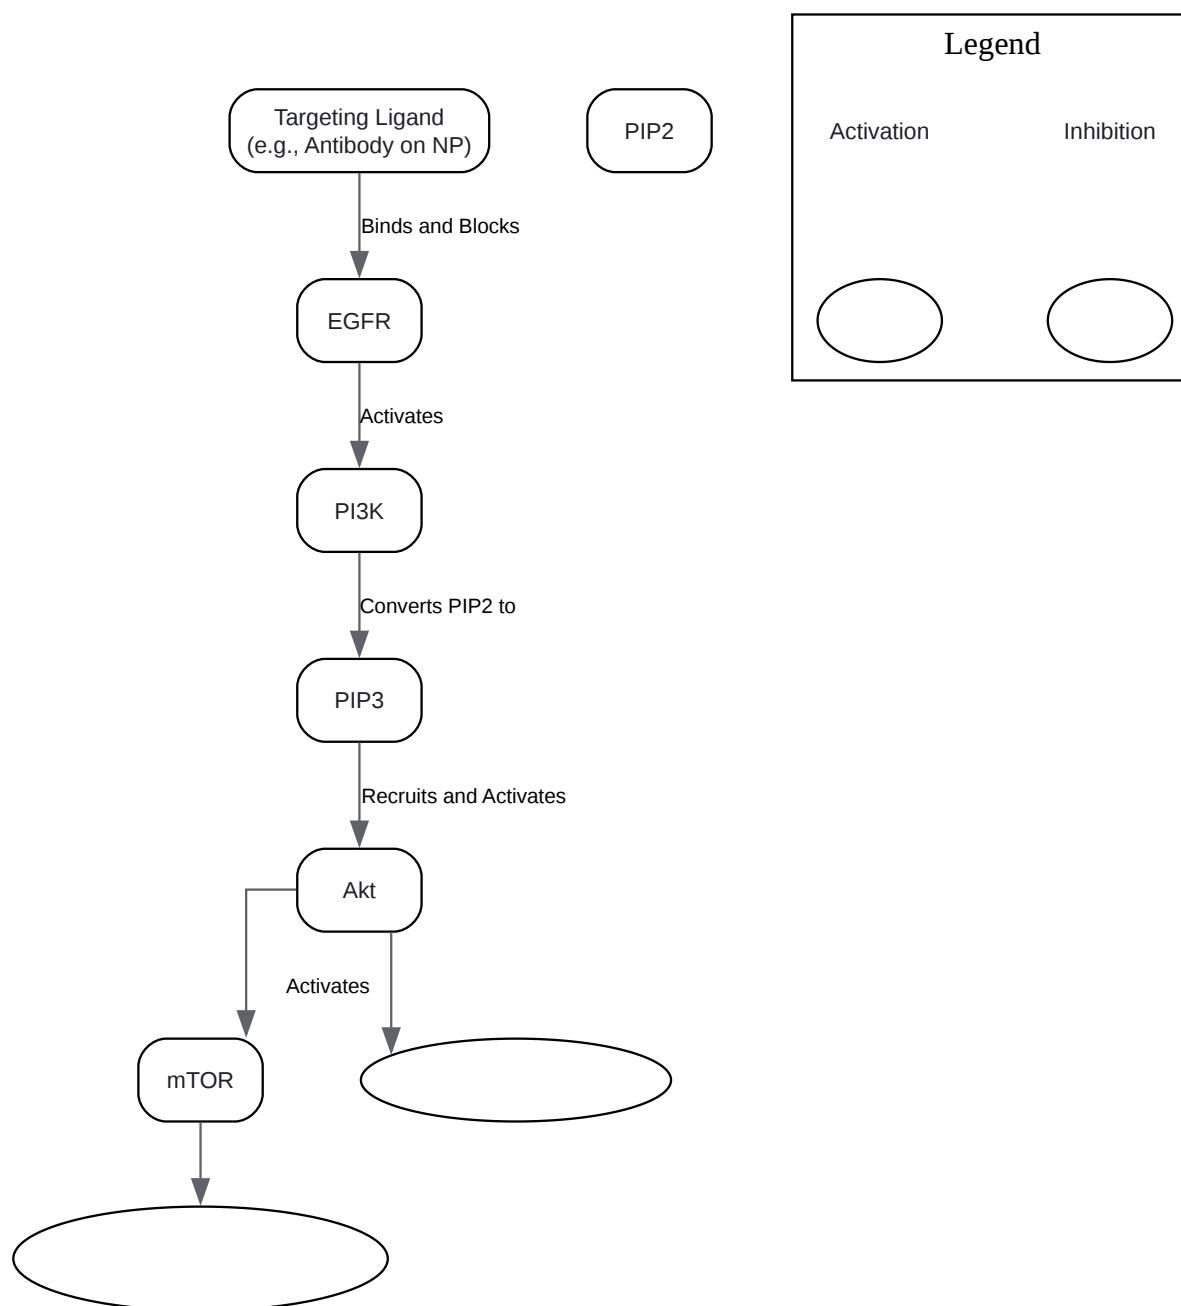 Legend
Targeting Ligand
(e.g., Antibody on NP)
PIP2
Activation
Inhibition
Binds and Blocks
EGFR
Activates
PI3K
Converts PIP2 to
PIP3
Recruits and Activates
Akt
Activates
mTOR